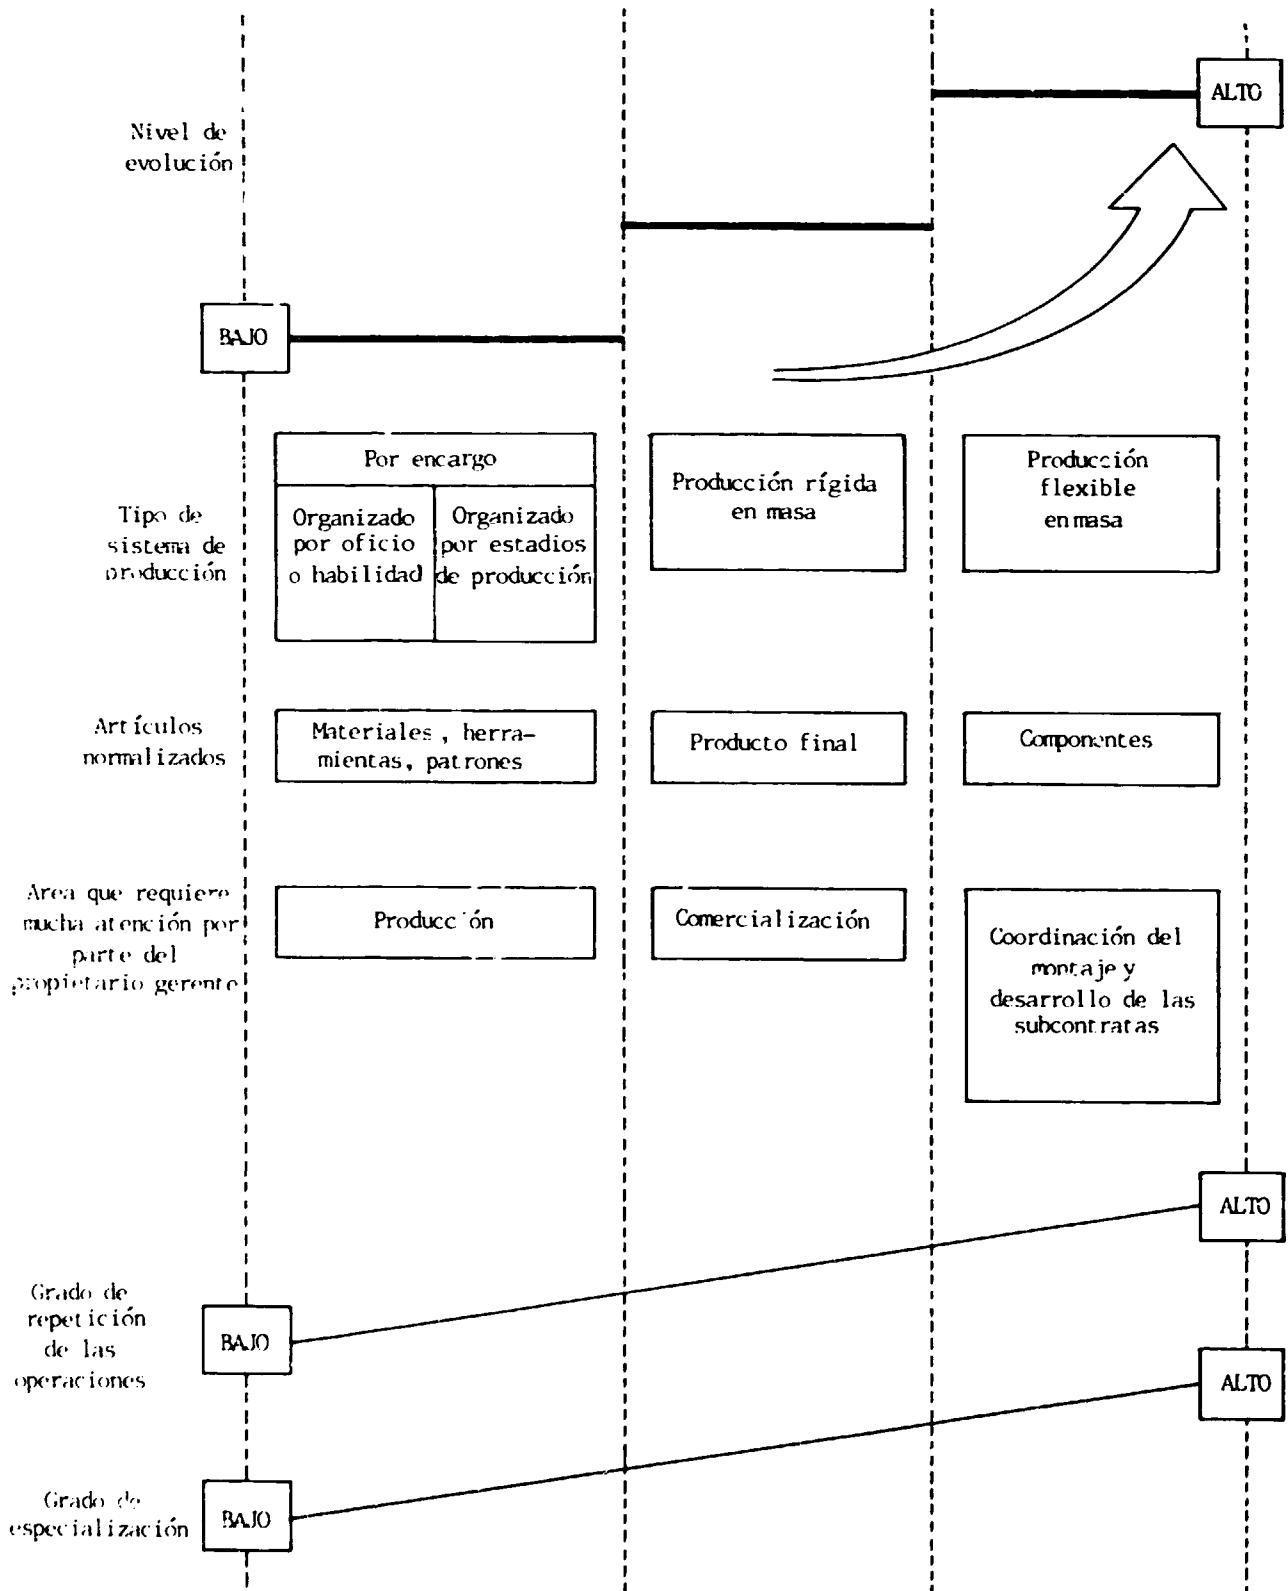 ALTO
Nivel de
evolución
BAJO
Por encargo
Organizado
por oficio
o habilidad
Organizado
por estadios
de producción
Producción rígida
en masa
Producción
flexible
en masa
Tipo de
sistema de
producción
Artículos
normalizados
Materiales, herra-
mientas, patrones
Producto final
Componentes
Area que requiere
mucha atención por
parte del
propietario gerente
Producción
Comercialización
Coordinación del
montaje y
desarrollo de las
subcontratas
ALTO
Grado de
repetición
de las
operaciones
BAJO
ALTO
Grado de
especialización
BAJO